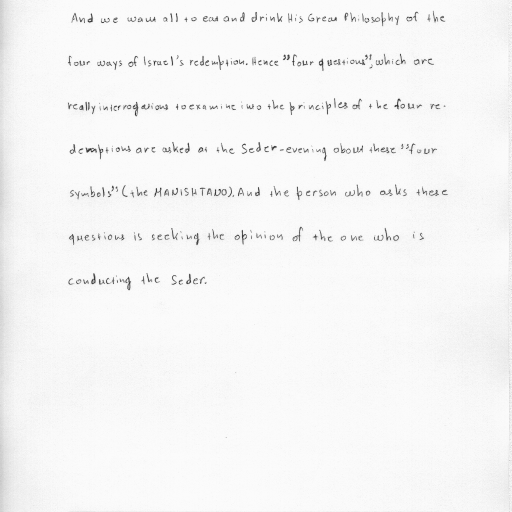 And we want all to eat and drink His Great Philosophy of the
four ways of Israel's redemption. Hence "four questions", which are
really interrogations to examine into the principles of the four re-
demptions are asked at the Seder-evening about these "four
symbols" (the MANISHTANO). And the person who asks these
questions is seeking the opinion of the one who is
conducting the Seder.